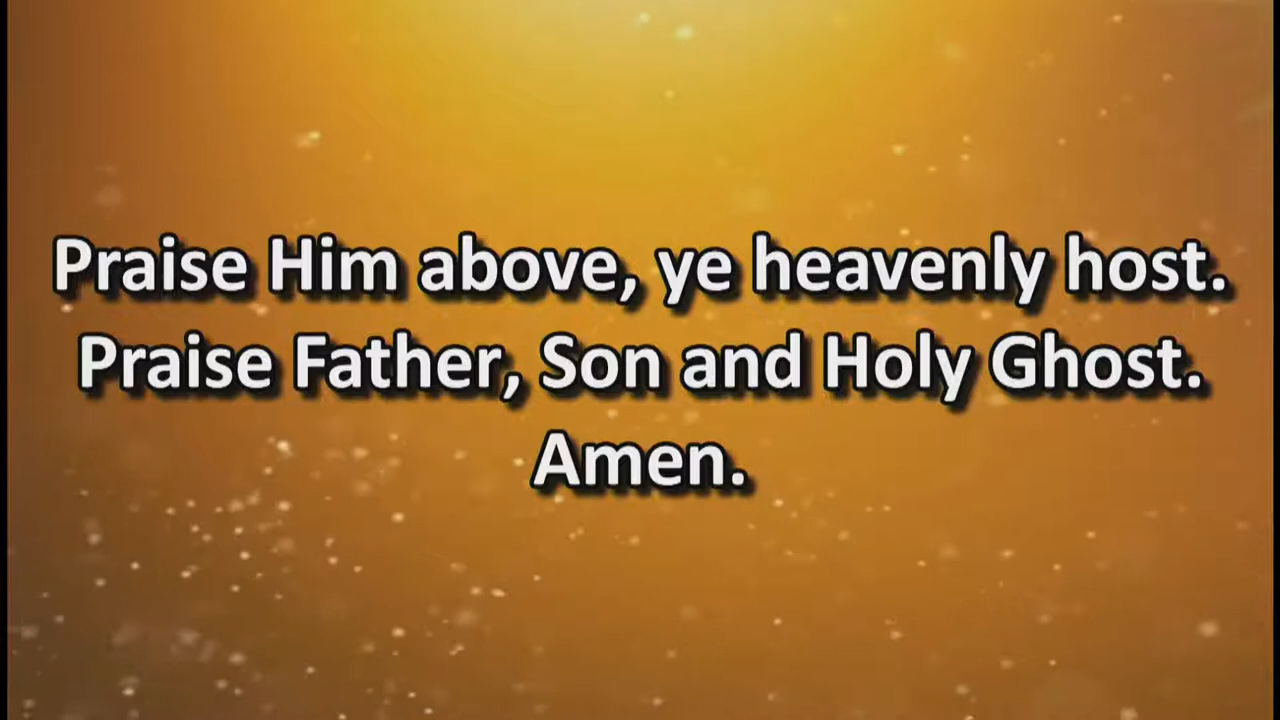 Praise Him above, ye heavenly host.
Praise Father, Son and Holy Ghost.
Amen.